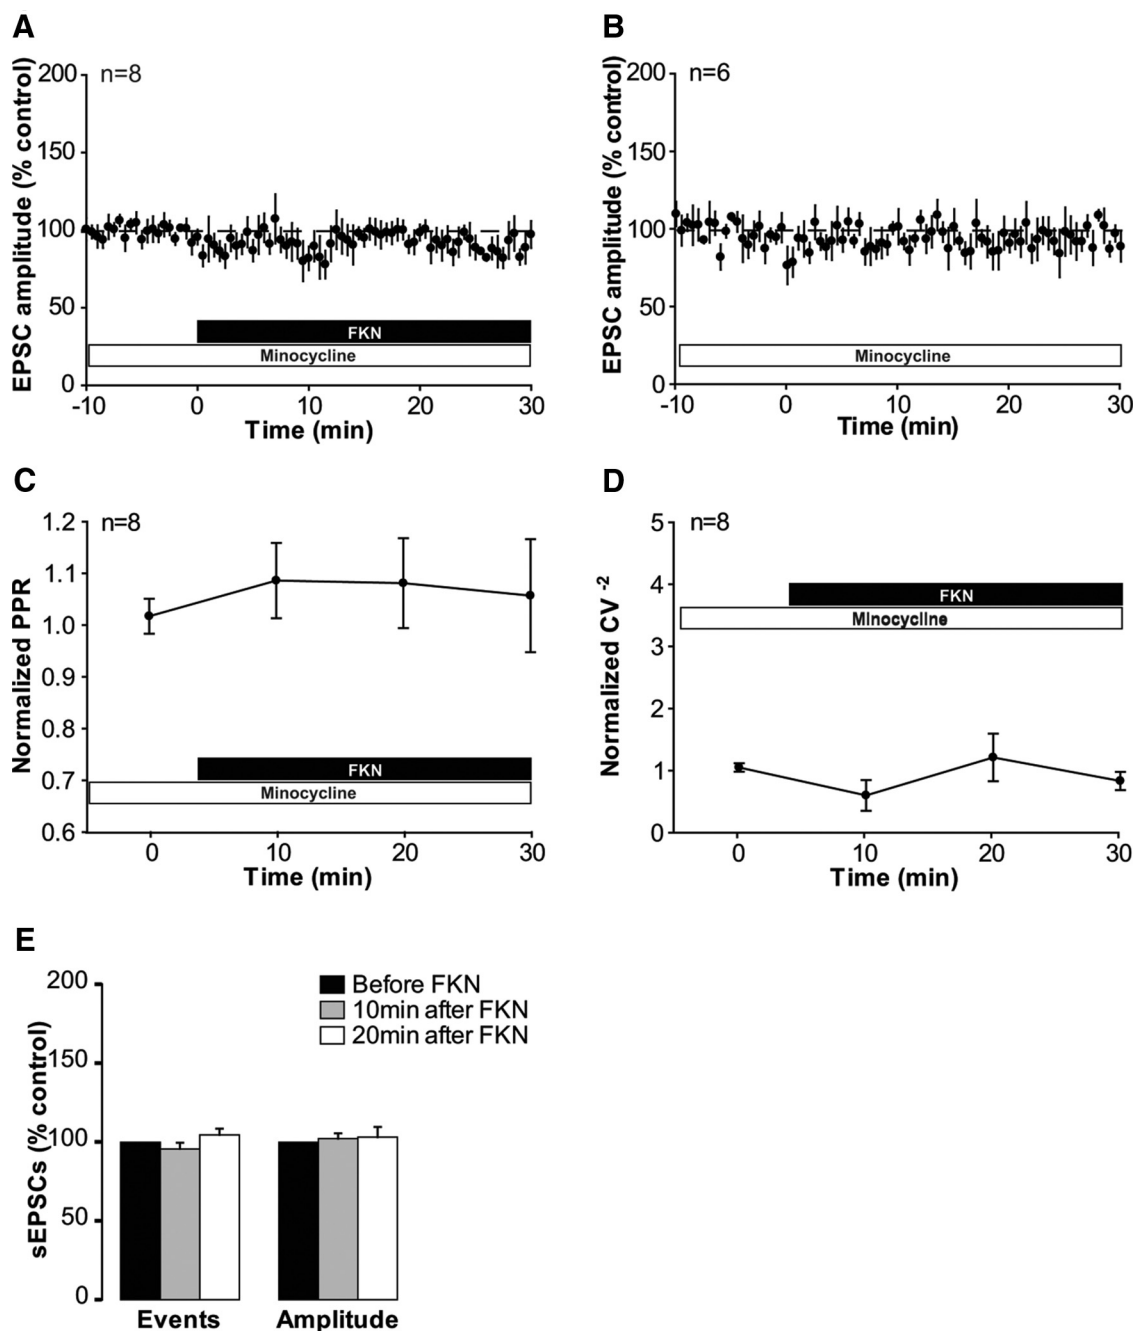 A
n=8
EPSC amplitude (% control)
200
150
100
50
0
FKN
Minocycline
-10
0
10
20
30
Time (min)
B
n=6
EPSC amplitude (% control)
200
150
100
50
0
Minocycline
-10
0
10
20
30
Time (min)
C
n=8
Normalized PPR
1.2
1.1
1.0
0.9
0.8
0.7
0.6
FKN
Minocycline
0
10
20
30
Time (min)
D
n=8
Normalized CV -2
5
4
3
2
1
0
FKN
Minocycline
0
10
20
30
Time (min)
E
sEPSCs (% control)
200
150
100
50
0
Before FKN
10min after FKN
20min after FKN
Events
Amplitude